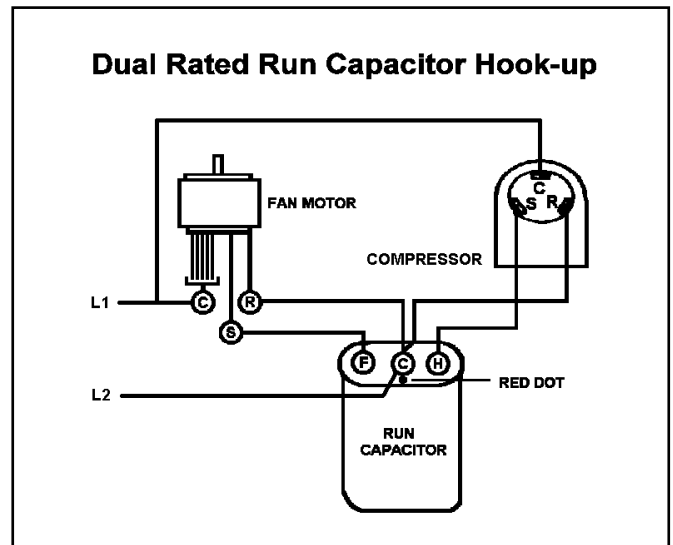 Dual Rated Run Capacitor Hook-up
FAN MOTOR
C
S R
COMPRESSOR
L1
C
R
S
F
C
H
RED DOT
L2
RUN
CAPACITOR